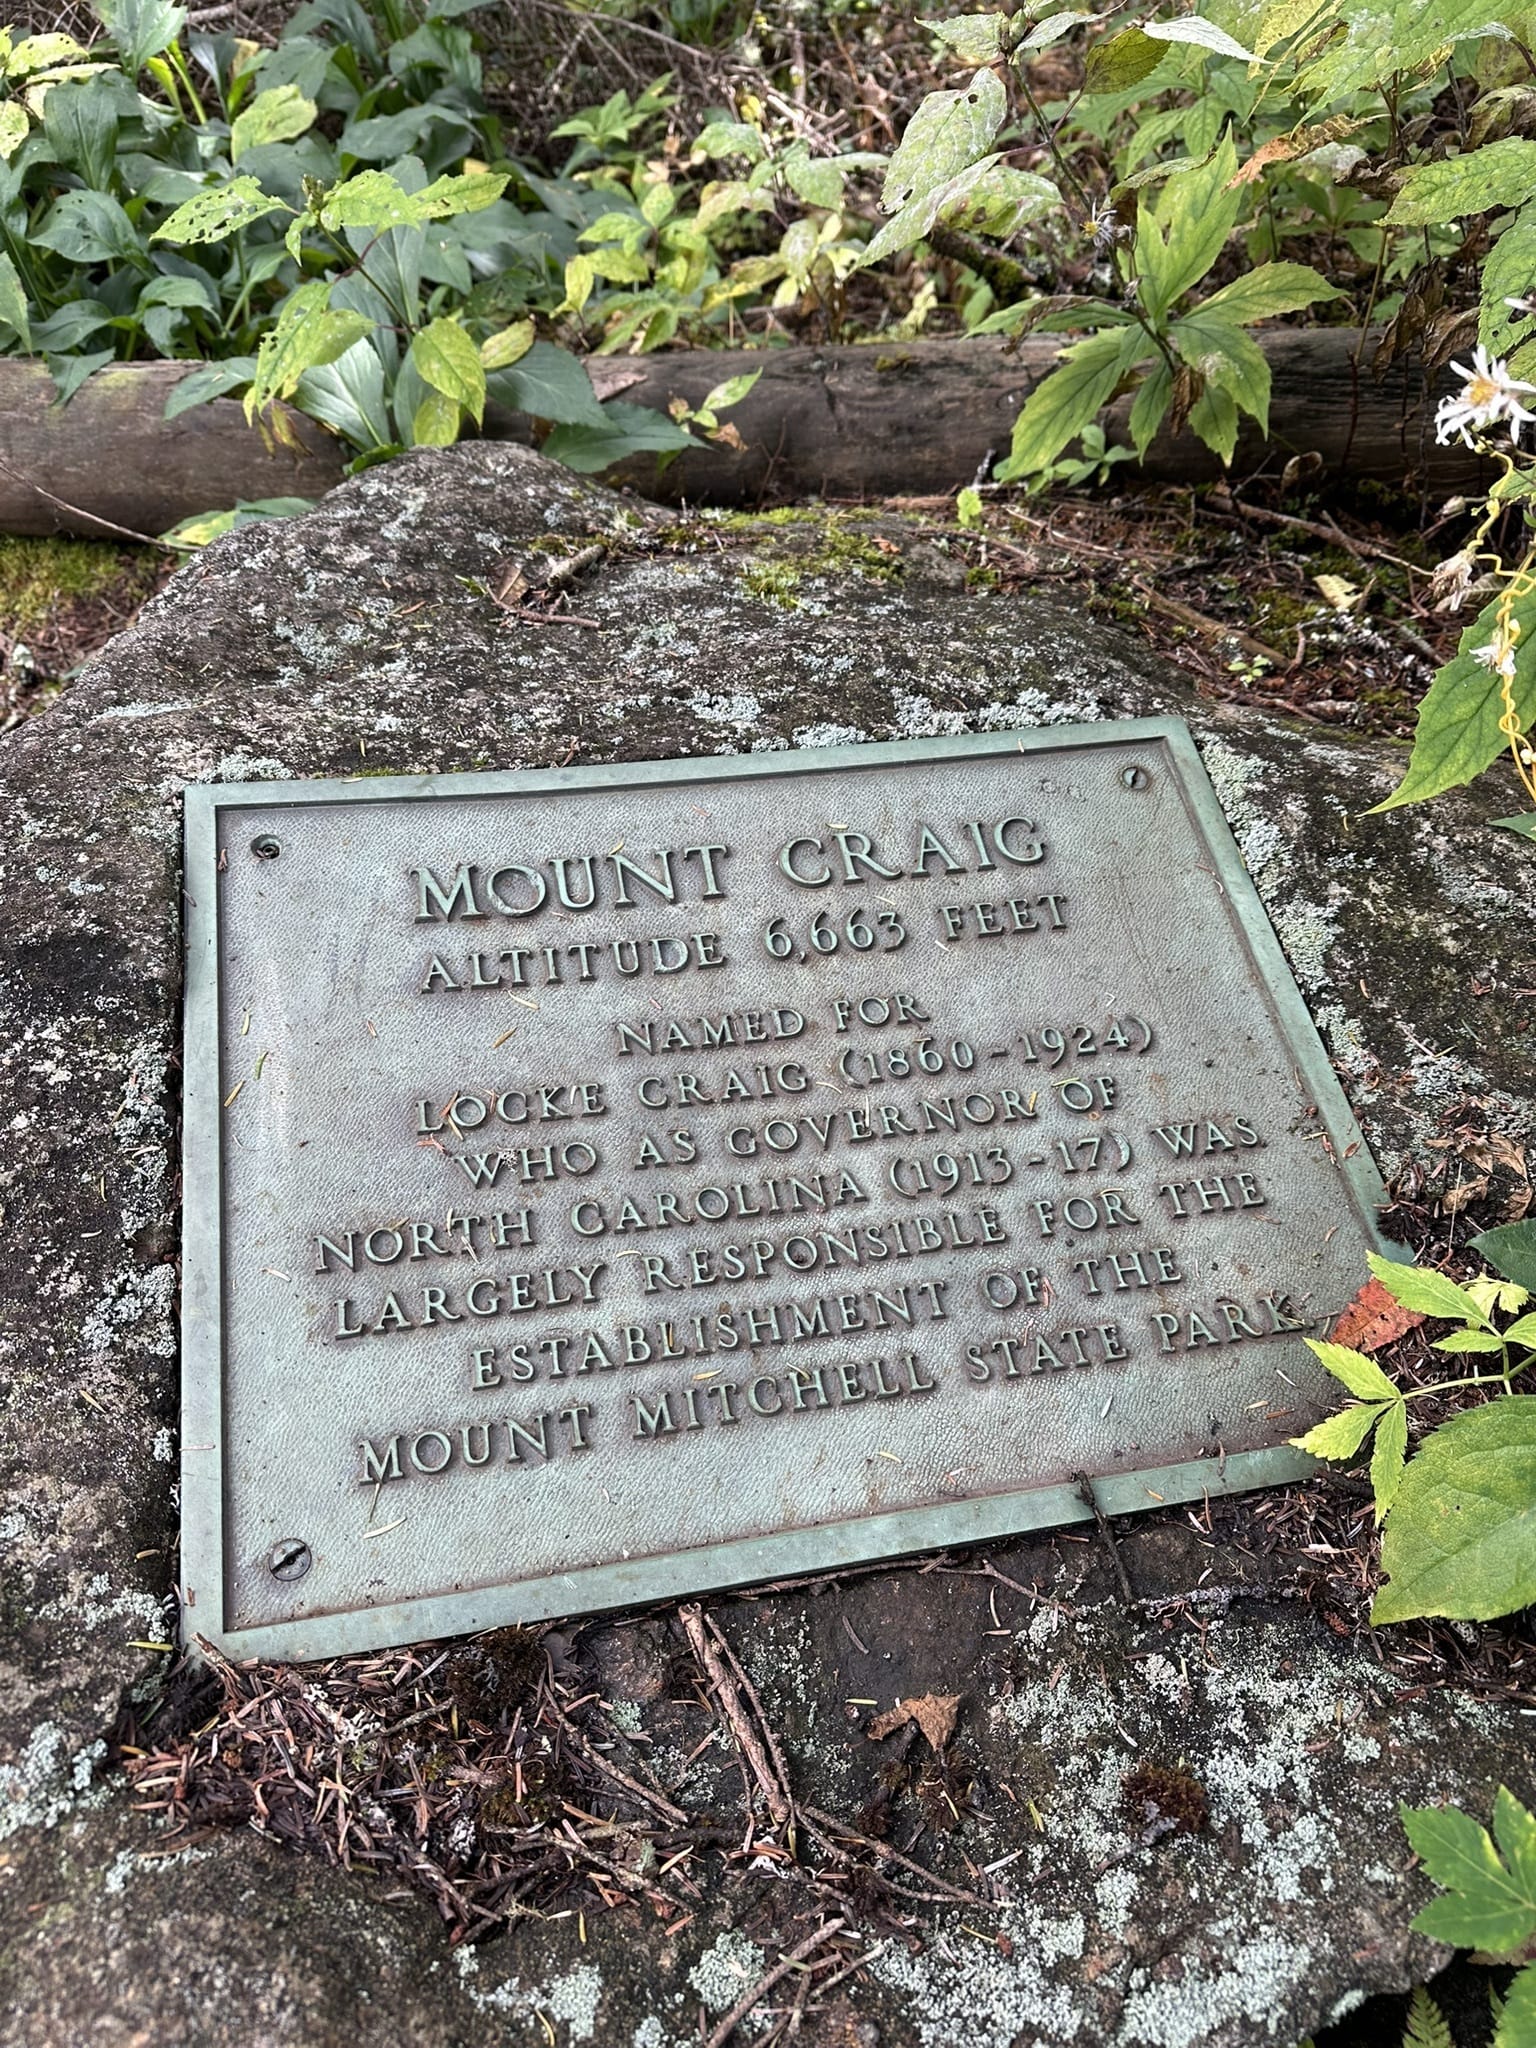 MOUNT CRAIG
ALTITUDE 6,663 FEET
NAMED FOR
LOCKE CRAIG (1860-1924)
WHO AS GOVERNOR OF
NORTH CAROLINA (1913-17) WAS
LARGELY RESPONSIBLE FOR THE
ESTABLISHMENT OF THE
MOUNT MITCHELL STATE PARK.